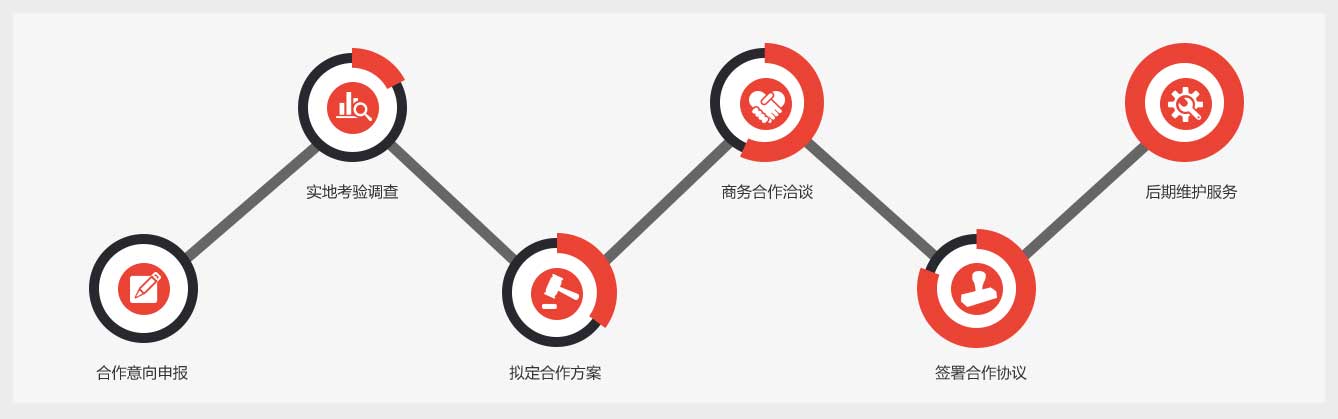 合作意向申报
实地考验调查
拟定合作方案
商务合作洽谈
签署合作协议
后期维护服务